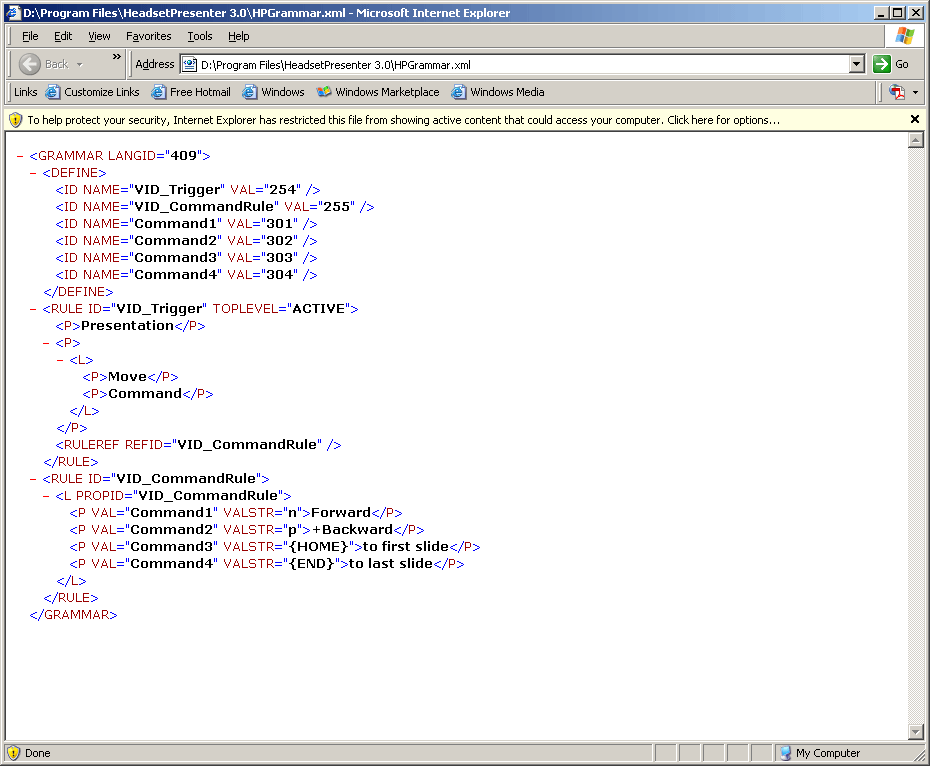 D:\Program Files\HeadsetPresenter 3.0\HPGrammar.xml - Microsoft Internet Explorer
File Edit View Favorites Tools Help
Back » Address D:\Program Files\HeadsetPresenter 3.0\HPGrammar.xml Go
Links Customize Links Free Hotmail Windows Windows Marketplace Windows Media
To help protect your security, Internet Explorer has restricted this file from showing active content that could access your computer. Click here for options...
- <GRAMMAR LANGID="409">
- <DEFINE>
<ID NAME="VID_Trigger" VAL="254" />
<ID NAME="VID_CommandRule" VAL="255" />
<ID NAME="Command1" VAL="301" />
<ID NAME="Command2" VAL="302" />
<ID NAME="Command3" VAL="303" />
<ID NAME="Command4" VAL="304" />
</DEFINE>
- <RULE ID="VID_Trigger" TOPLEVEL="ACTIVE">
<P>Presentation</P>
- <P>
- <L>
<P>Move</P>
<P>Command</P>
</L>
</P>
<RULEREF REFID="VID_CommandRule" />
</RULE>
- <RULE ID="VID_CommandRule">
- <L PROPID="VID_CommandRule">
<P VAL="Command1" VALSTR="n">Forward</P>
<P VAL="Command2" VALSTR="p">+Backward</P>
<P VAL="Command3" VALSTR="{HOME}">to first slide</P>
<P VAL="Command4" VALSTR="{END}">to last slide</P>
</L>
</RULE>
</GRAMMAR>
Done My Computer